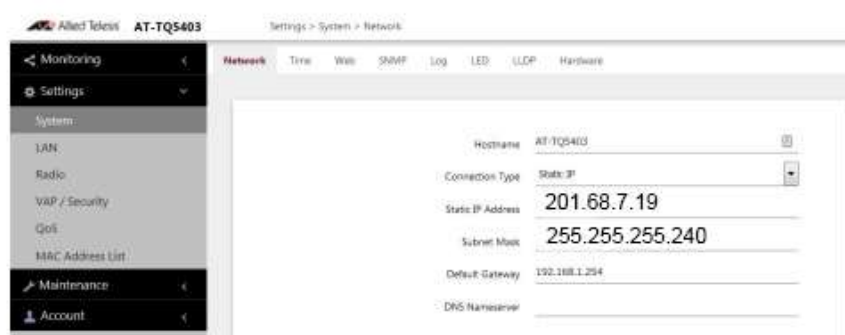 Allied Telesis AT-TQ5403 Settings > System > Network
Monitoring
Network Time Web SNMP Log LED LLDP Hardware
Settings
System
LAN
Radio
VAP / Security
QoS
MAC Address List
Maintenance
Account
Hostname AT-TQ5403
Connection Type Static IP
Static IP Address 201.68.7.19
Subnet Mask 255.255.255.240
Default Gateway 192.168.1.254
DNS Nameserver